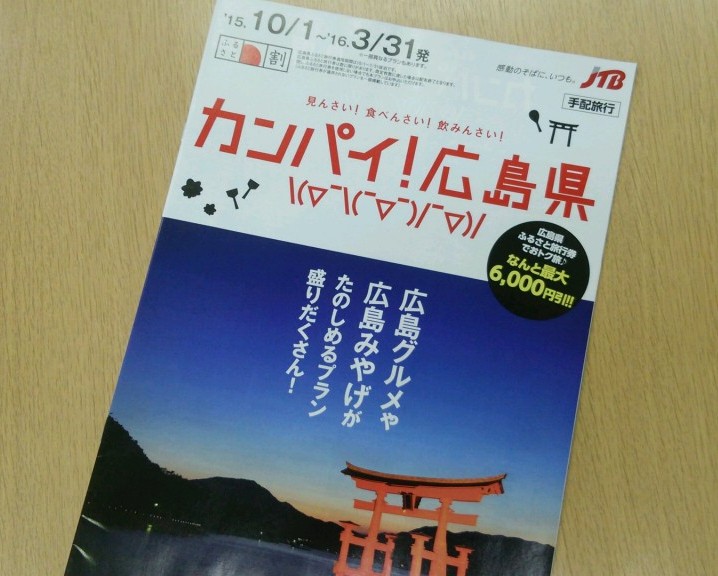 '15.10/1~'16.3/31発
ふるさと割
感動のそばに、いつも。
JTB
手配旅行
見んさい!食べんさい!飲みんさい!
カンパイ!広島県
\(▽ ̄\( ̄▽ ̄)/ ̄▽)/
広島県
ふるさと旅行券
でおトク旅♪
なんと最大
6,000円引!!
広島グルメや
広島みやげが
たのしめるプラン
盛りだくさん!